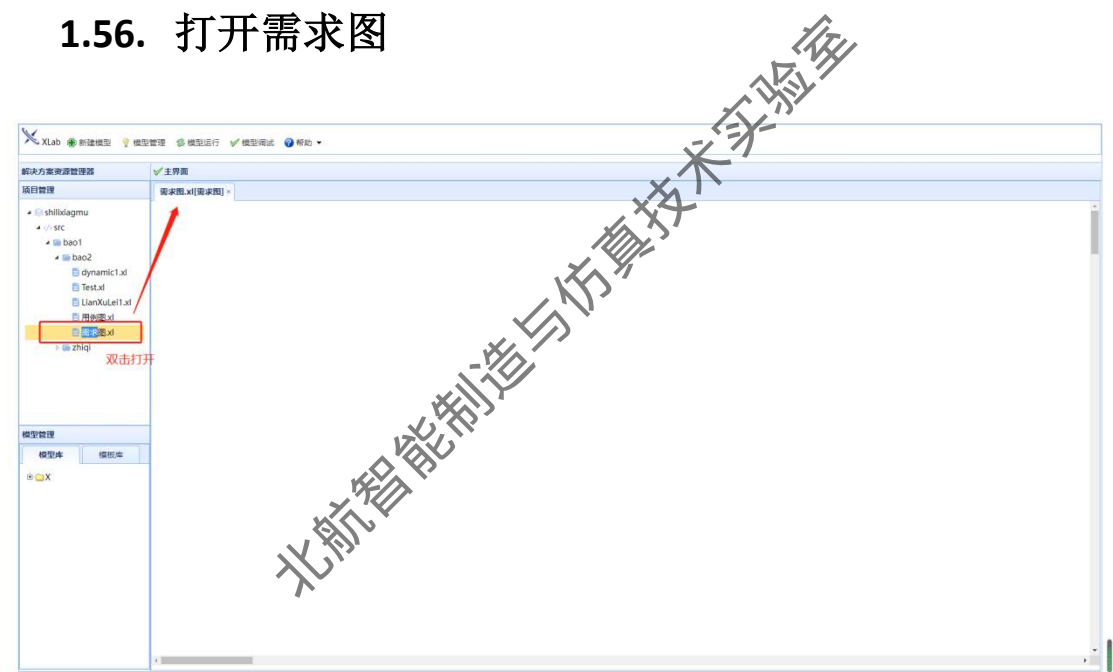 1.56. 打开需求图
XLab 新建模型 模型管理 模型运行 模型调试 帮助
解决方案资源管理器
主界面
项目管理
需求图.xl[需求图] ×
shilixiagmu
src
bao1
bao2
dynamic1.xl
Test.xl
LianXuLei1.xl
用例图.xl
需求图.xl
zhiqi
双击打开
模型管理
模型库 模板库
X
北航智能制造与仿真技术实验室